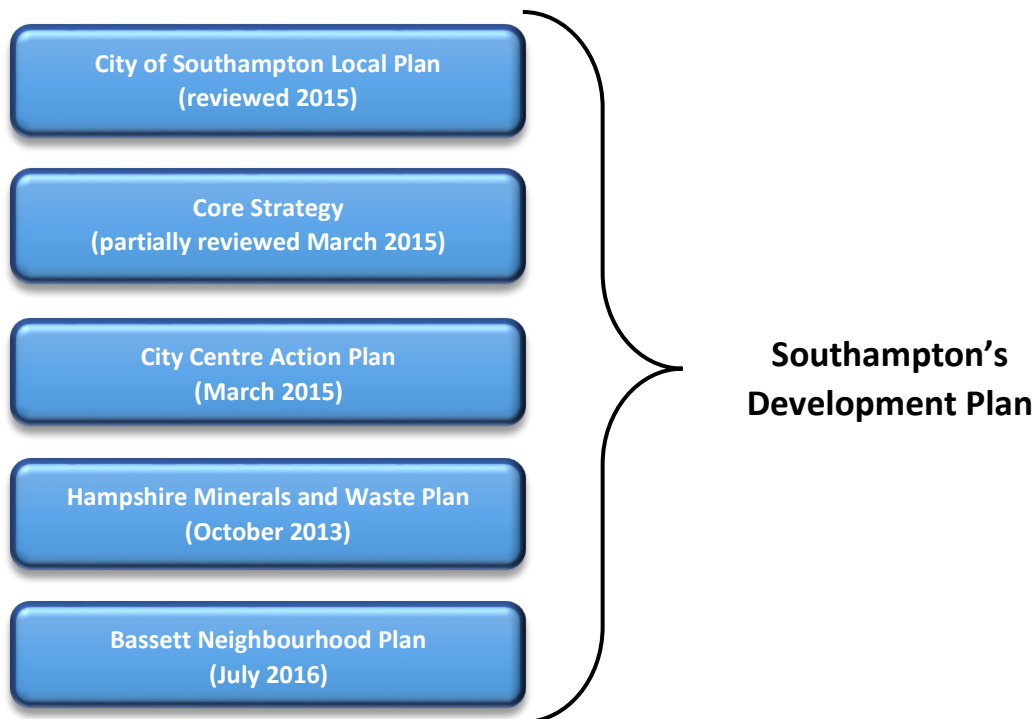 City of Southampton Local Plan
(reviewed 2015)
Core Strategy
(partially reviewed March 2015)
City Centre Action Plan
(March 2015)
Hampshire Minerals and Waste Plan
(October 2013)
Bassett Neighbourhood Plan
(July 2016)
Southampton’s
Development Plan